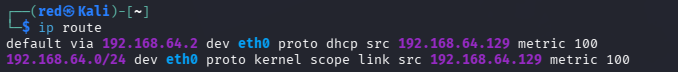 ┌──(red㉿Kali)-[~]
└─$ ip route
default via 192.168.64.2 dev eth0 proto dhcp src 192.168.64.129 metric 100
192.168.64.0/24 dev eth0 proto kernel scope link src 192.168.64.129 metric 100